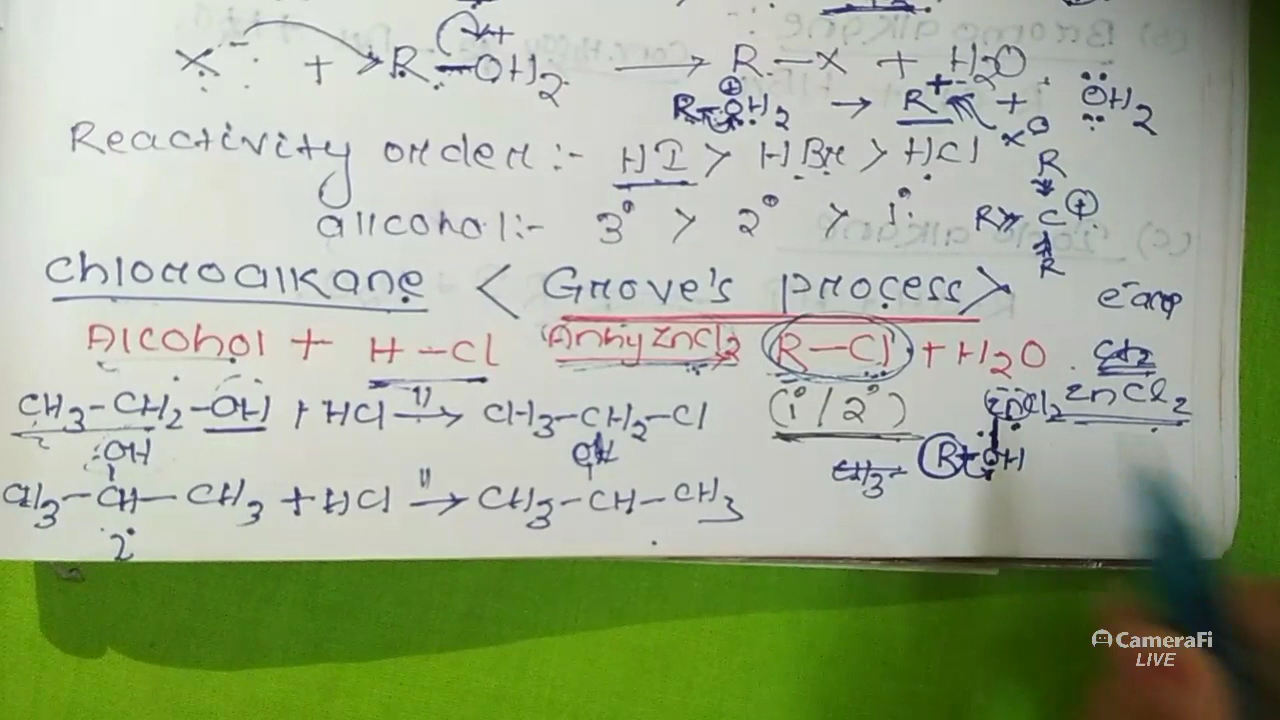 X⁻ + R—OH2 ⟶ R—X + H2O
R—OH2 → R+ + OH2
X⊖
Reactivity order:- HI > HBr > HCl
alcohol:- 3° > 2° > 1°
R
R C ⊕
R
Chloroalkane < Grove's process >
Alcohol + H—Cl Anhy ZnCl2 R—Cl + H2O
CH3—CH2—OH + HCl → CH3—CH2—Cl (1°/2°)
ZnCl2 ZnCl2
R—OH
OH
CH3—CH—CH3 + HCl → CH3—CH—CH3
2°
CameraFi
LIVE